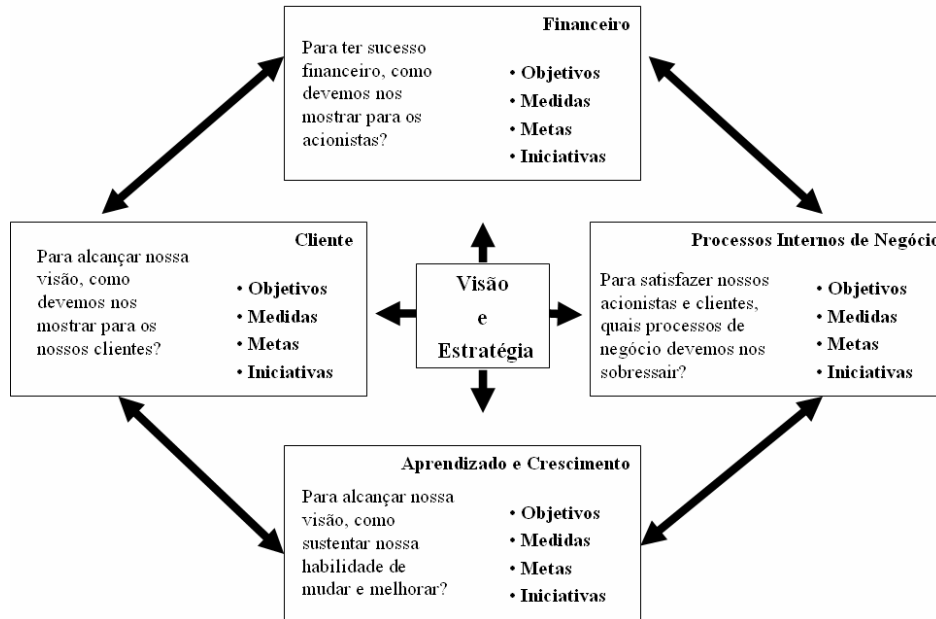 Financeiro
Para ter sucesso
financeiro, como
devemos nos
mostrar para os
acionistas?
• Objetivos
• Medidas
• Metas
• Iniciativas
Cliente
Para alcançar nossa
visão, como
devemos nos
mostrar para os
nossos clientes?
• Objetivos
• Medidas
• Metas
• Iniciativas
Visão
e
Estratégia
Processos Internos de Negócio
Para satisfazer nossos
acionistas e clientes,
quais processos de
negócio devemos nos
sobressair?
• Objetivos
• Medidas
• Metas
• Iniciativas
Aprendizado e Crescimento
Para alcançar nossa
visão, como
sustentar nossa
habilidade de
mudar e melhorar?
• Objetivos
• Medidas
• Metas
• Iniciativas